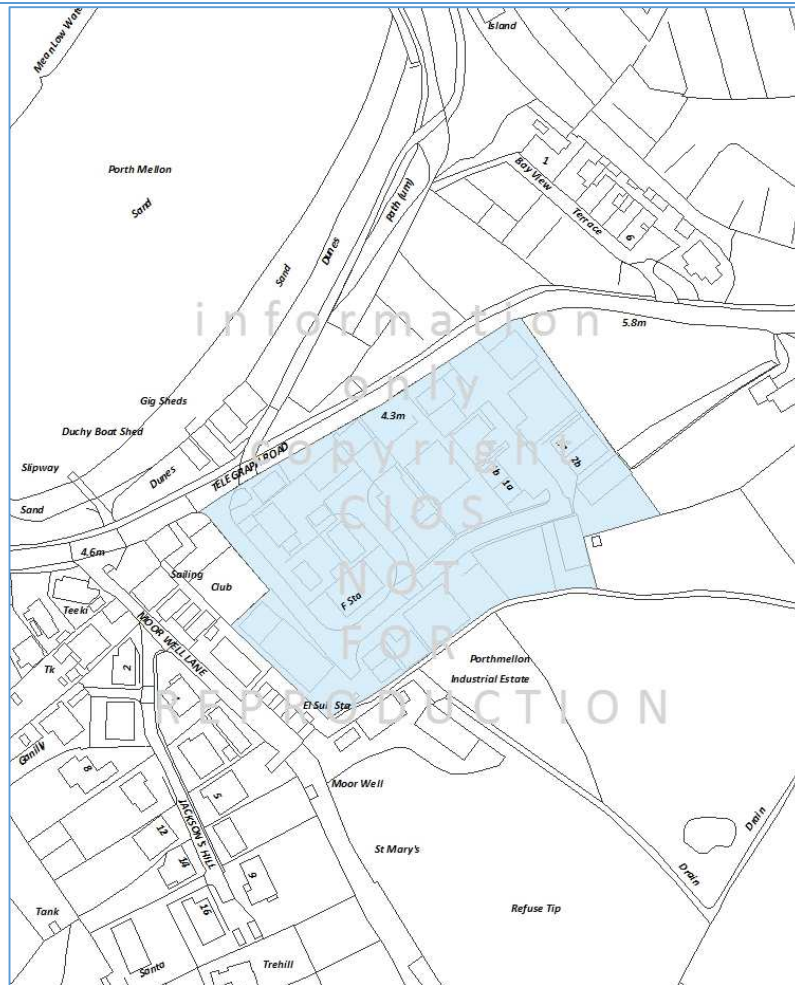 Mean Low Wate
Island
Porth Mellon
Sand
1
Bay View
Terrace
6
Path (um)
Dunes
Sand
information
5.8m
only
Gig Sheds
4.3m
Duchy Boat Shed
copyright
TELEGRAPH ROAD
2b
Slipway
Dunes
1a
b
Sand
CIOS
4.6m
NOT
Sailing
Club
F Sta
Teeki
FOR
MOOR WELL LANE
Porthmellon
Industrial Estate
Tk
2
REPRODUCTION
El Sub Sta
8
Moor Well
5
JACKSON'S HILL
12
St Mary's
14
9
Drain
Drain
Tank
16
Refuse Tip
Santa
Trehill